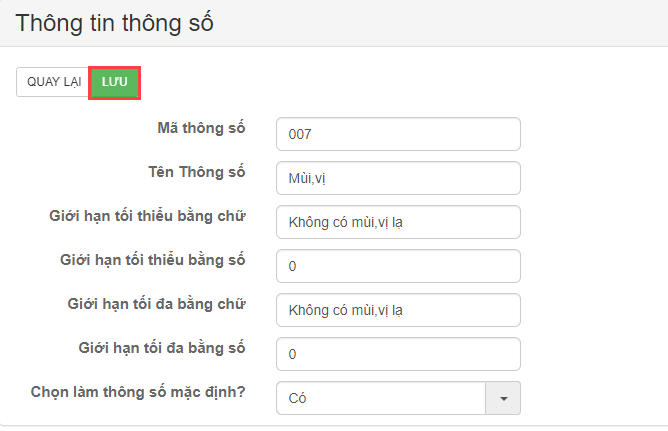 Thông tin thông số
QUAY LẠI LƯU
Mã thông số 007
Tên Thông số Mùi,vị
Giới hạn tối thiểu bằng chữ Không có mùi,vị lạ
Giới hạn tối thiểu bằng số 0
Giới hạn tối đa bằng chữ Không có mùi,vị lạ
Giới hạn tối đa bằng số 0
Chọn làm thông số mặc định? Có